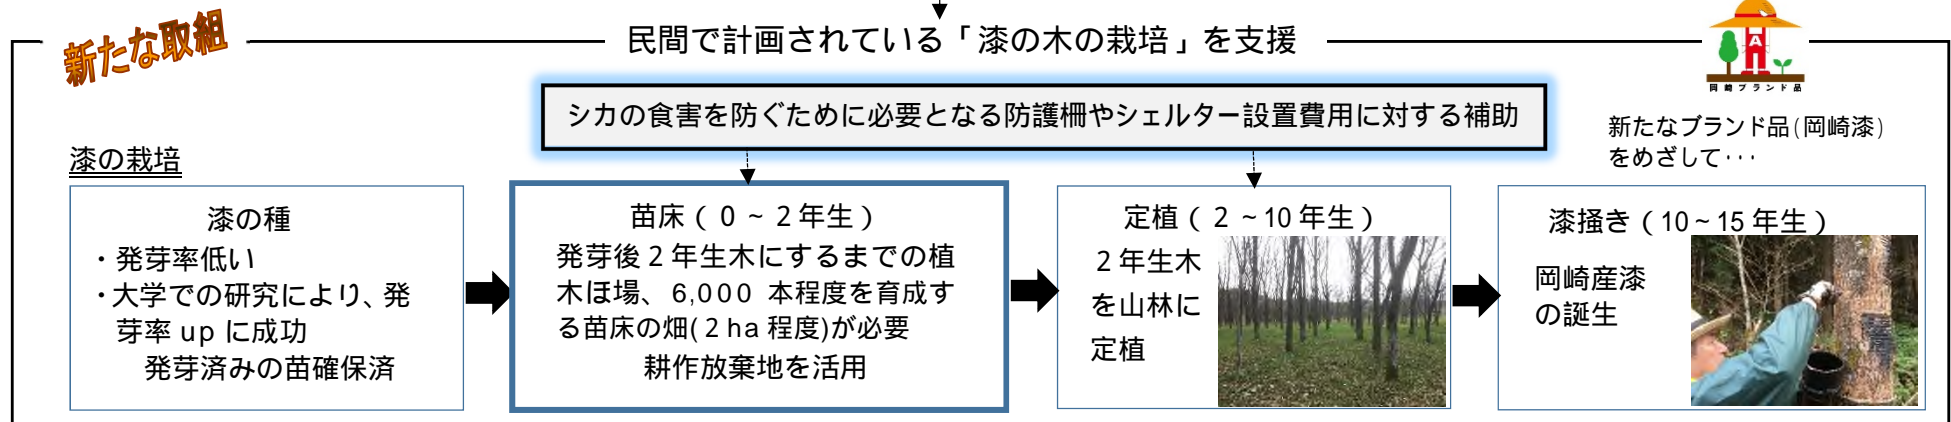 新たな取組
民間で計画されている「漆の木の栽培」を支援
岡崎ブランド品
シカの食害を防ぐために必要となる防護柵やシェルター設置費用に対する補助
新たなブランド品(岡崎漆)
をめざして・・・
漆の栽培
漆の種
・発芽率低い
・大学での研究により、発
芽率 up に成功
発芽済みの苗確保済
苗床（0～2年生）
発芽後2年生木にするまでの植
木ほ場、6,000 本程度を育成す
る苗床の畑(2ha 程度)が必要
耕作放棄地を活用
定植（2～10年生）
2年生木
を山林に
定植
漆掻き（10～15年生）
岡崎産漆
の誕生